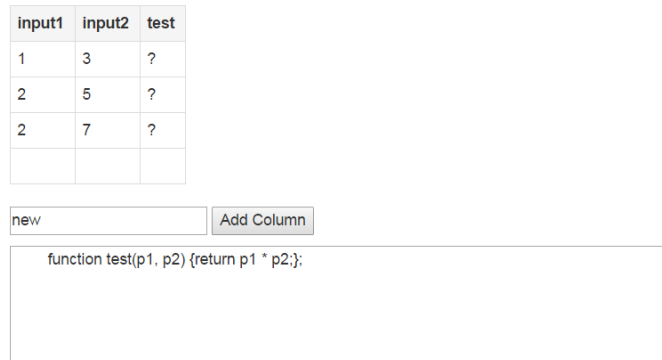 input1 input2 test
1 3 ?
2 5 ?
2 7 ?
new Add Column
function test(p1, p2) {return p1 * p2;};